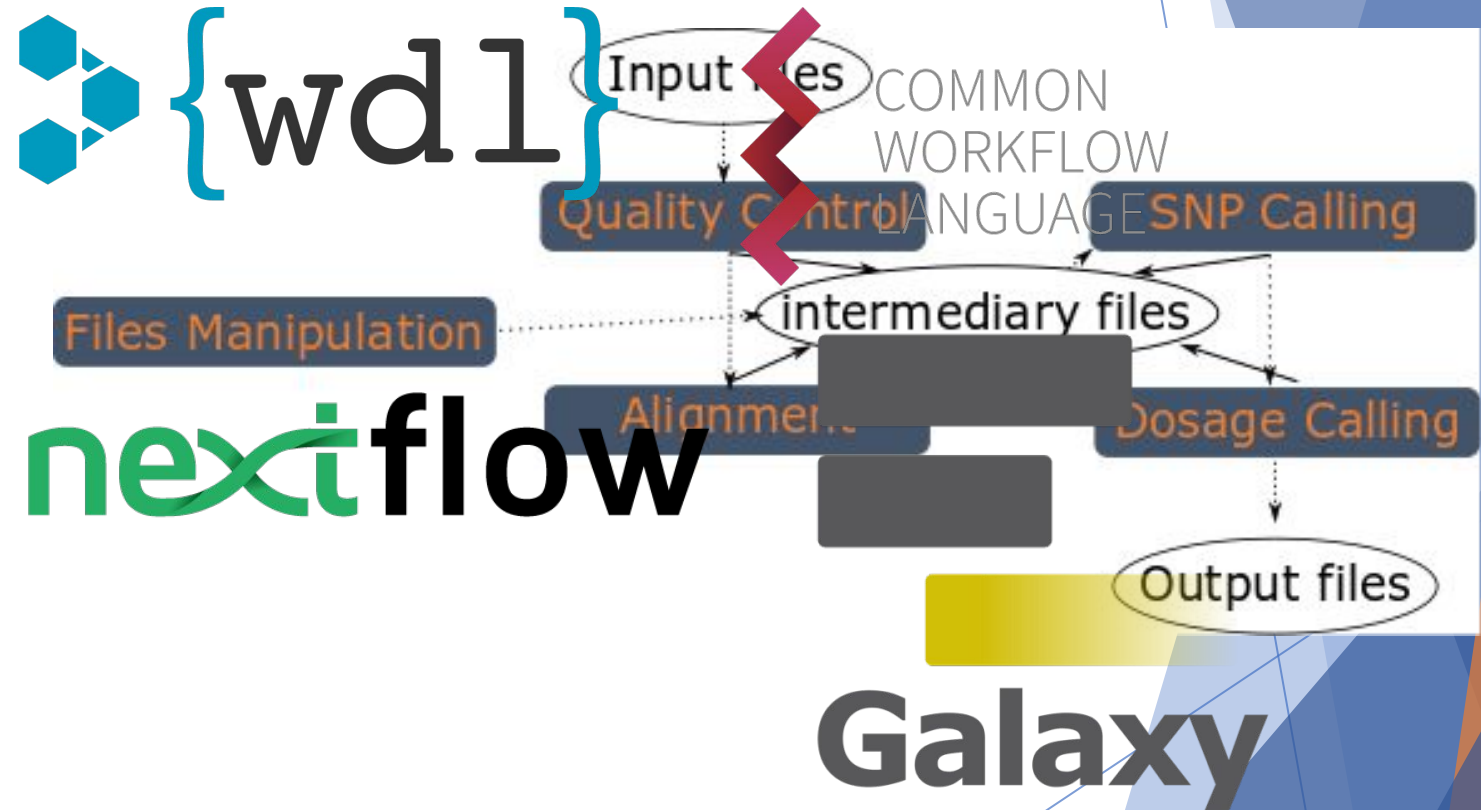 {wdl}
Input files
COMMON
WORKFLOW
LANGUAGE
Quality Control
SNP Calling
intermediary files
Files Manipulation
Alignment
Dosage Calling
nextflow
Output files
Galaxy